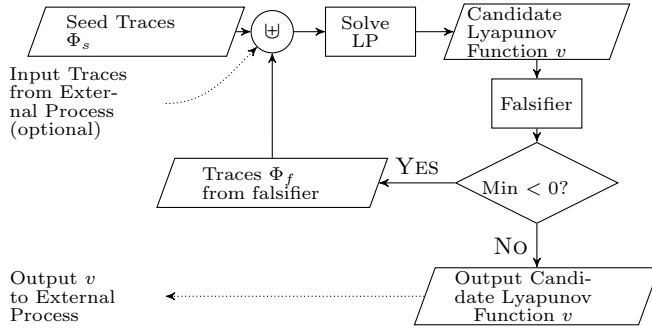 Seed Traces
Φ_s
⊎
Solve
LP
Candidate
Lyapunov
Function v
Input Traces
from Exter-
nal Process
(optional)
Falsifier
Traces Φ_f
from falsifier
YES
Min < 0?
NO
Output v
to External
Process
Output Candi-
date Lyapunov
Function v